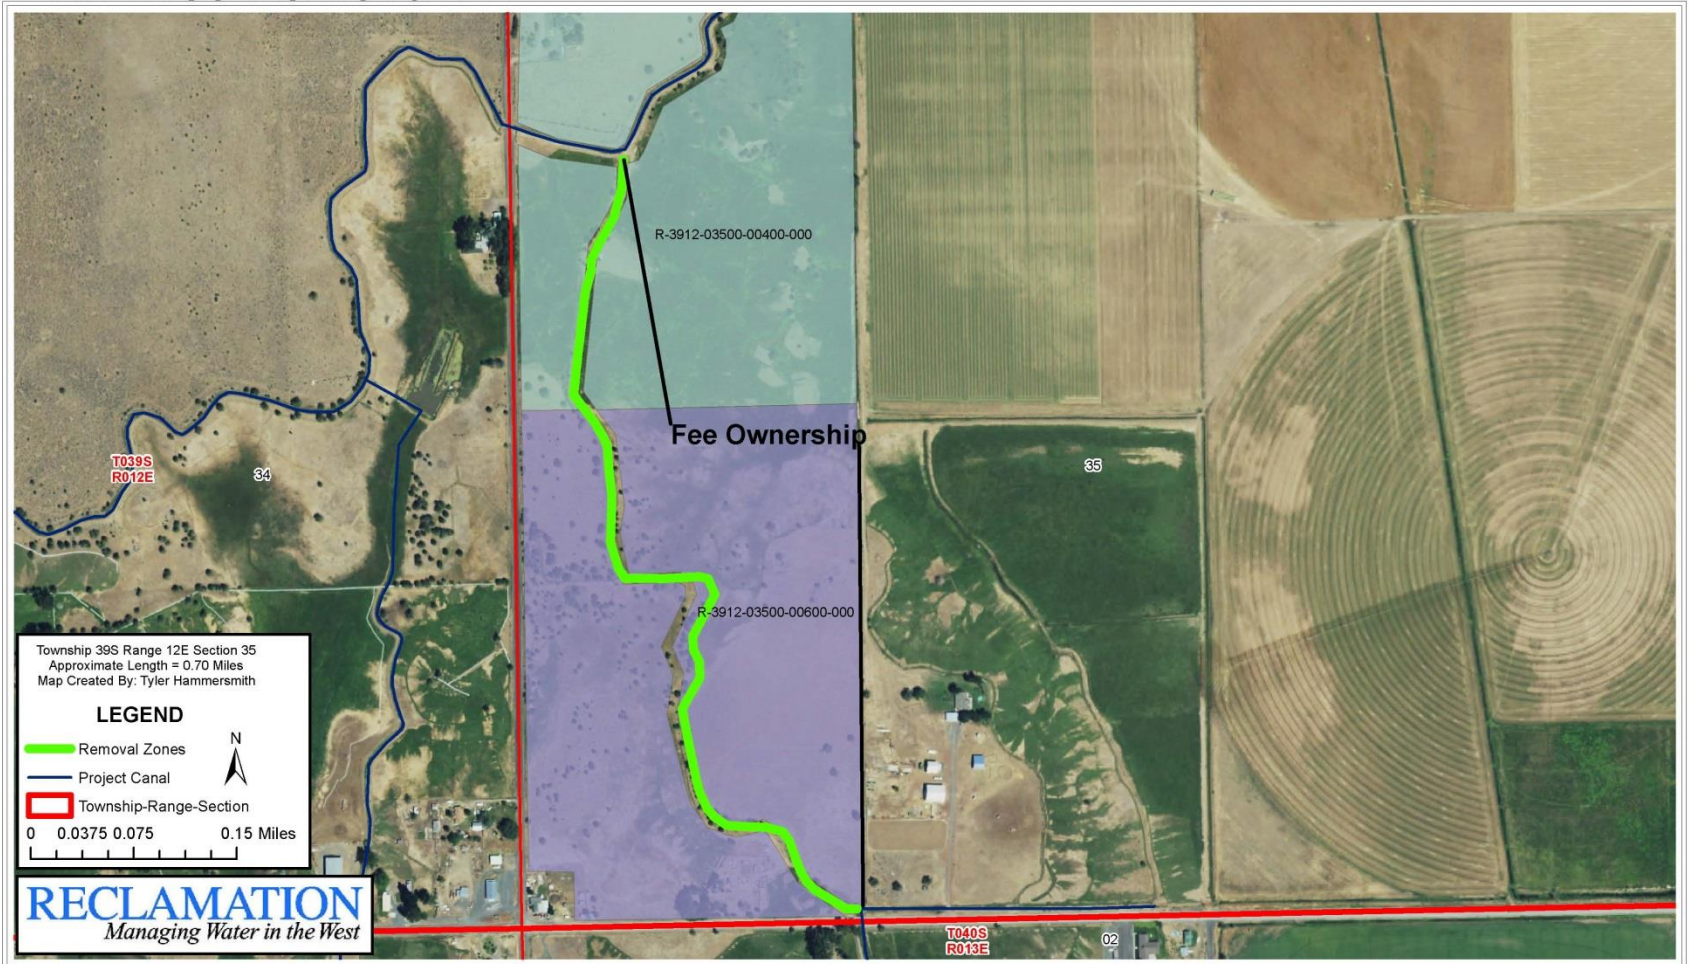 R-3912-03500-00400-000
Fee Ownership
T039S
R012E
34
35
R-3912-03500-00600-000
Township 39S Range 12E Section 35
Approximate Length = 0.70 Miles
Map Created By: Tyler Hammersmith
LEGEND
Removal Zones
N
Project Canal
Township-Range-Section
0 0.0375 0.075 0.15 Miles
RECLAMATION
Managing Water in the West
T040S
R013E
02